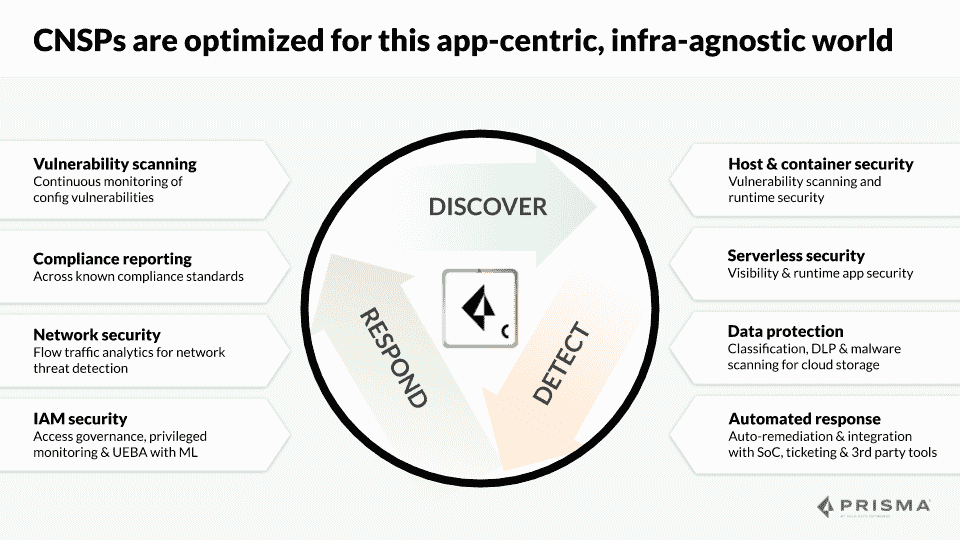 CNSPs are optimized for this app-centric, infra-agnostic world
Vulnerability scanning
Continuous monitoring of
config vulnerabilities
Compliance reporting
Across known compliance standards
Network security
Flow traffic analytics for network
threat detection
IAM security
Access governance, privileged
monitoring & UEBA with ML
DISCOVER
RESPOND
DETECT
C
Host & container security
Vulnerability scanning and
runtime security
Serverless security
Visibility & runtime app security
Data protection
Classification, DLP & malware
scanning for cloud storage
Automated response
Auto-remediation & integration
with SoC, ticketing & 3rd party tools
PRISMA